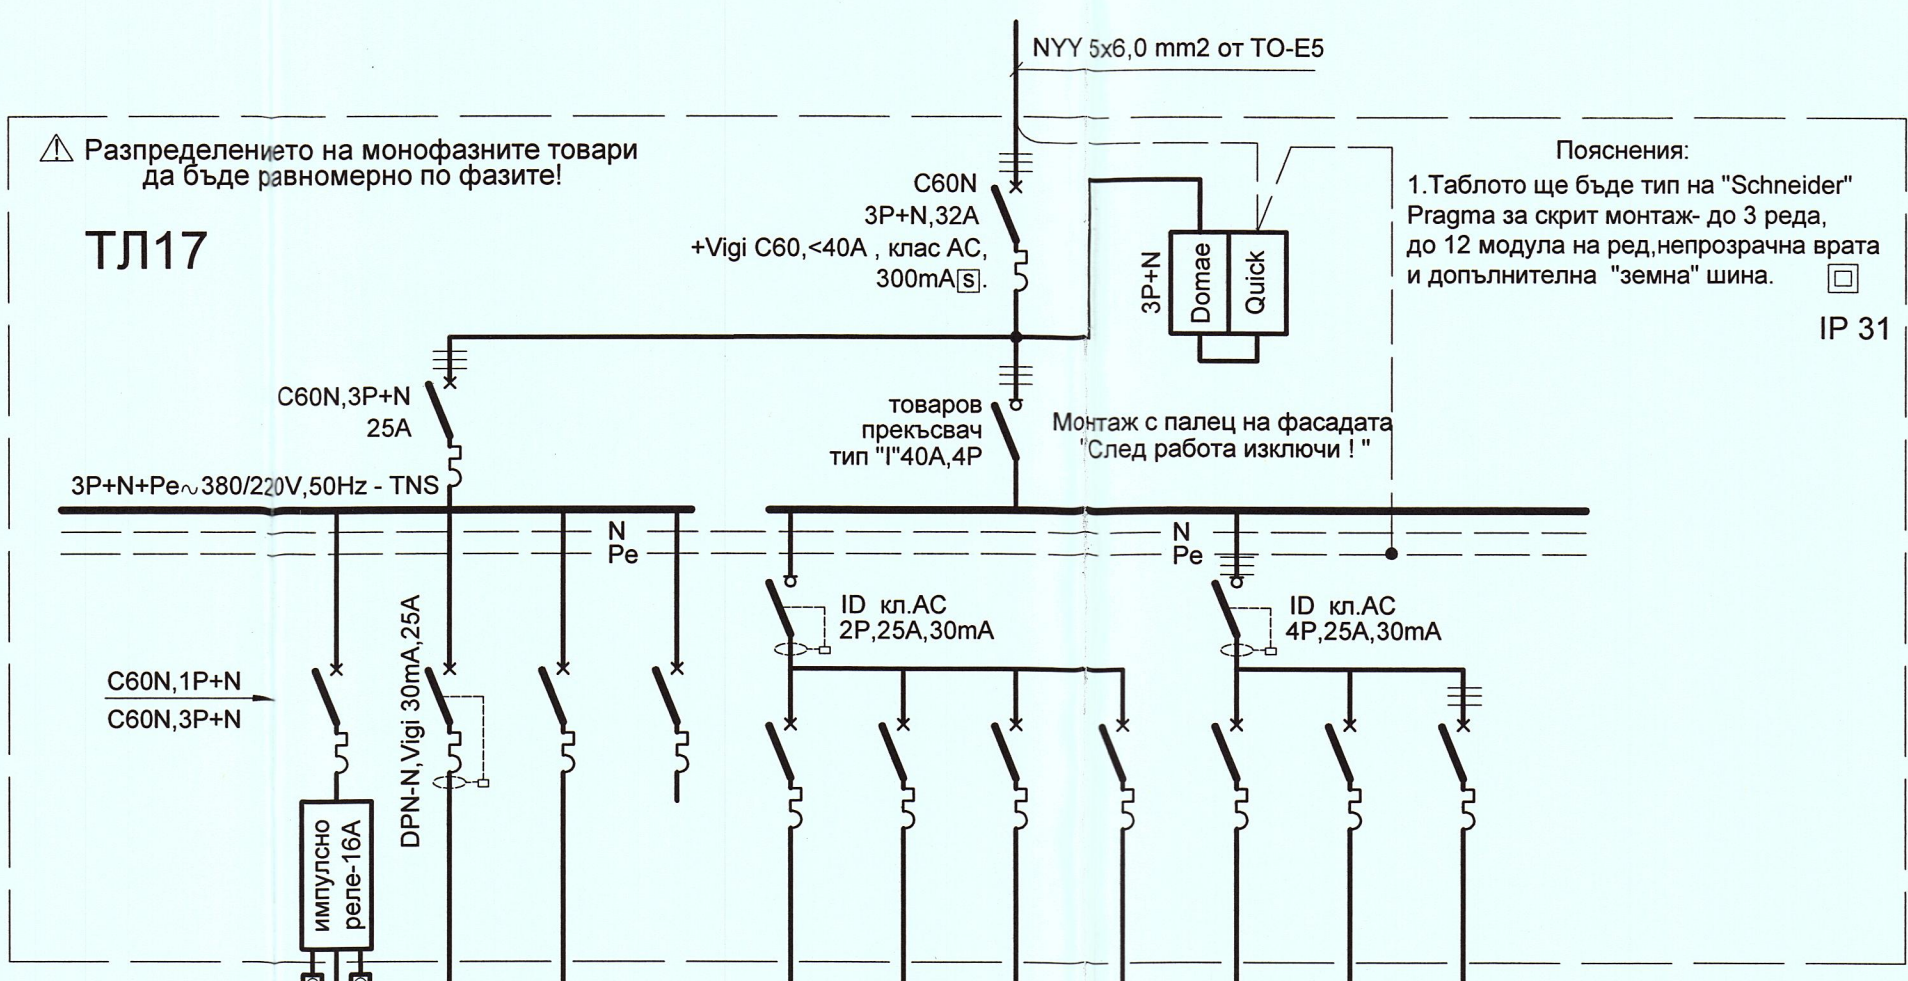 NYY 5x6,0 mm2 от ТО-Е5
Разпределението на монофазните товари
да бъде равномерно по фазите!
ТЛ17
C60N
3P+N,32A
+Vigi C60,<40A , клас АС,
300mA S .
3P+N
Domae
Quick
Пояснения:
1.Таблото ще бъде тип на "Schneider"
Pragma за скрит монтаж- до 3 реда,
до 12 модула на ред,непрозрачна врата
и допълнителна "земна" шина.
IP 31
C60N,3P+N
25A
товаров
прекъсвач
тип "I"40A,4P
Монтаж с палец на фасадата
"След работа изключи ! "
3P+N+Pe~380/220V,50Hz - TNS
N
Pe
N
Pe
ID кл.АС
2P,25A,30mA
ID кл.АС
4P,25A,30mA
C60N,1P+N
C60N,3P+N
DPN-N,Vigi 30mA,25A
импулсно
реле-16А